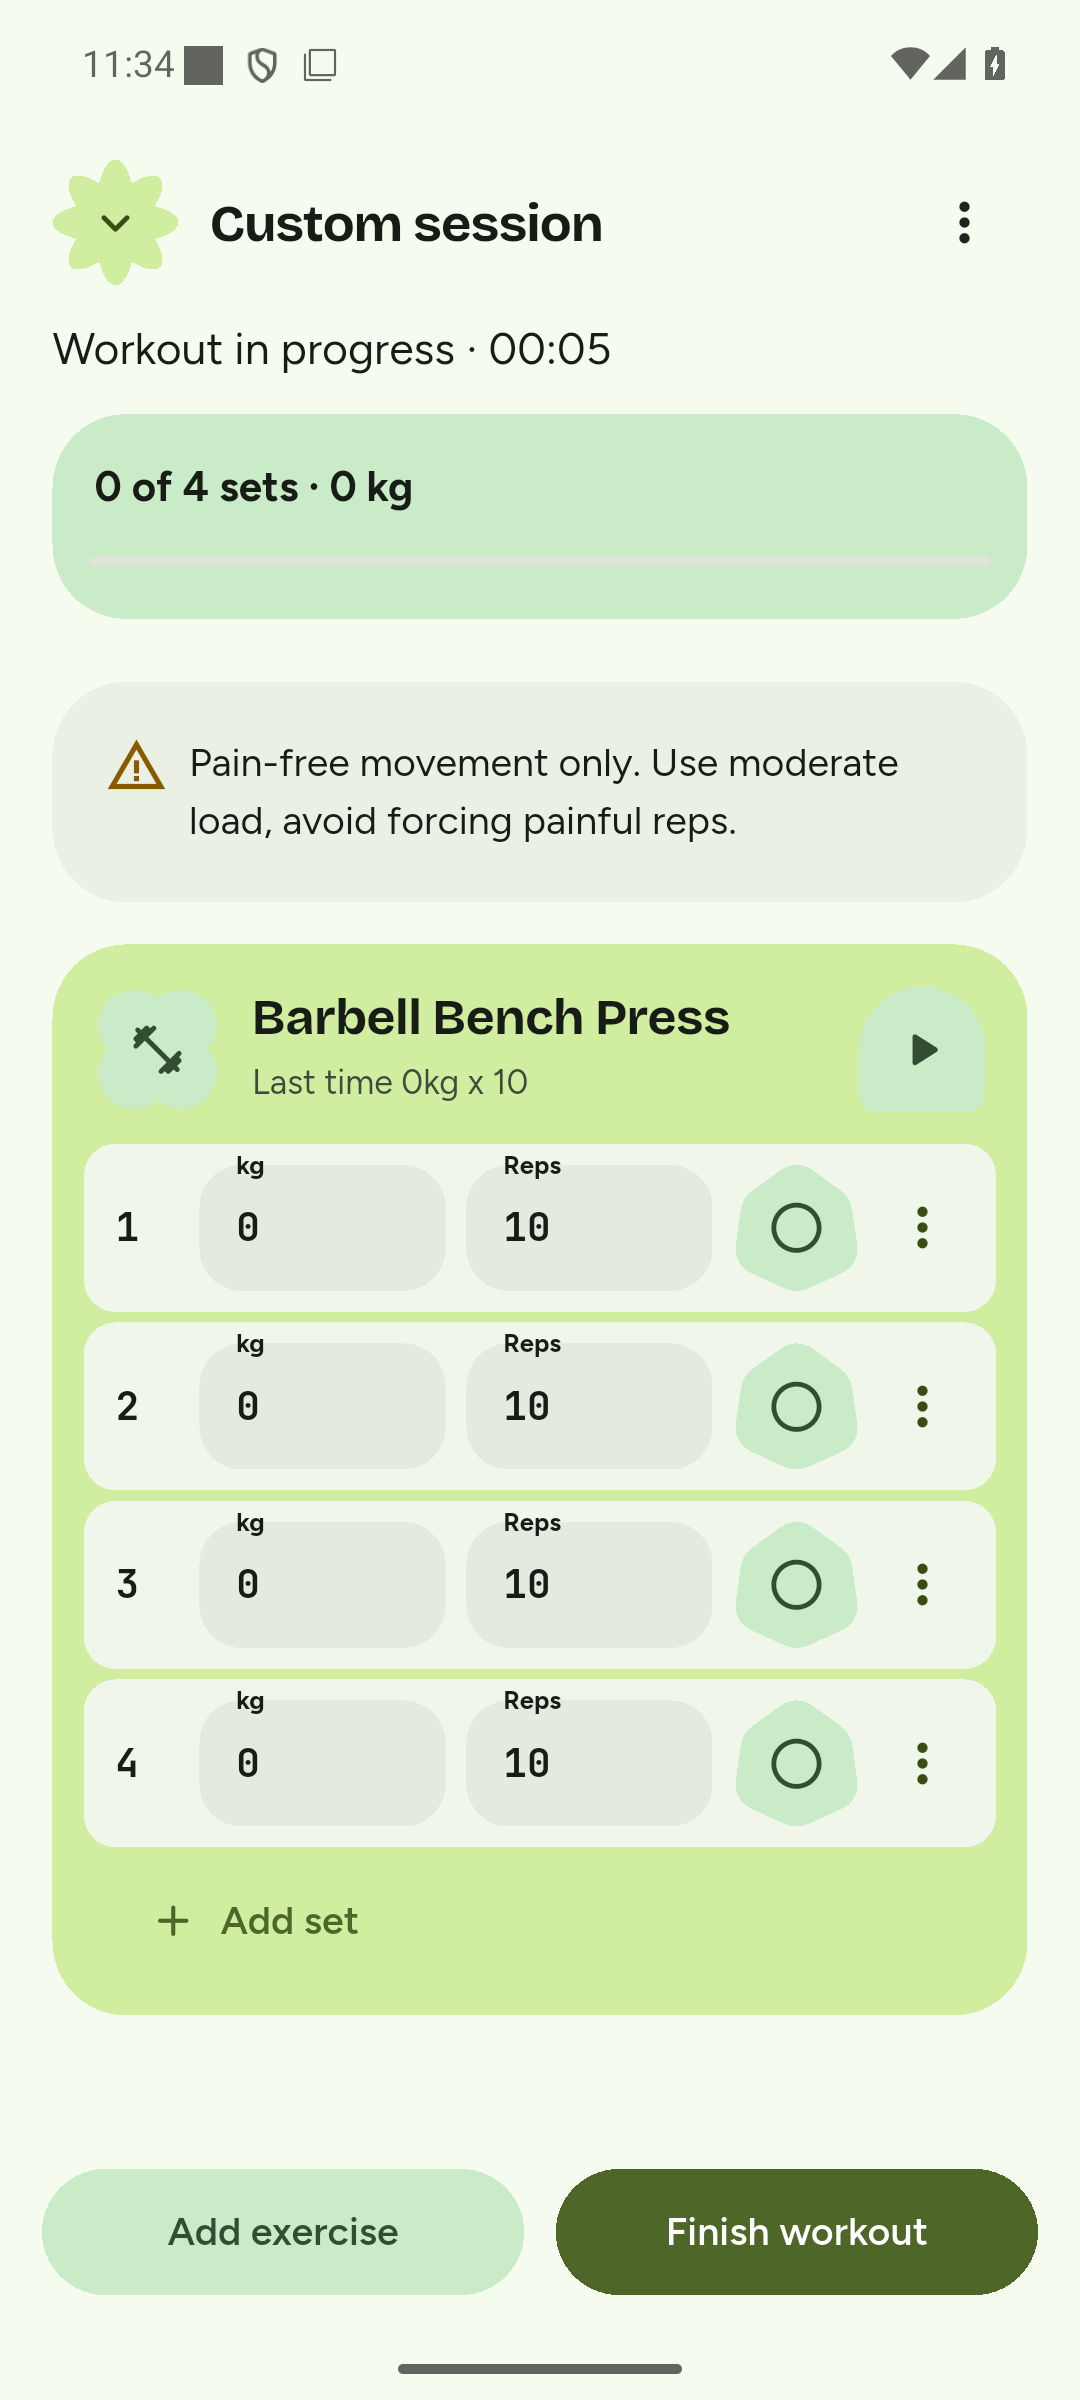 11:34
Custom session
Workout in progress · 00:05
0 of 4 sets · 0 kg
Pain-free movement only. Use moderate
load, avoid forcing painful reps.
Barbell Bench Press
Last time 0kg x 10
kg Reps
1 0 10
kg Reps
2 0 10
kg Reps
3 0 10
kg Reps
4 0 10
Add set
Add exercise Finish workout